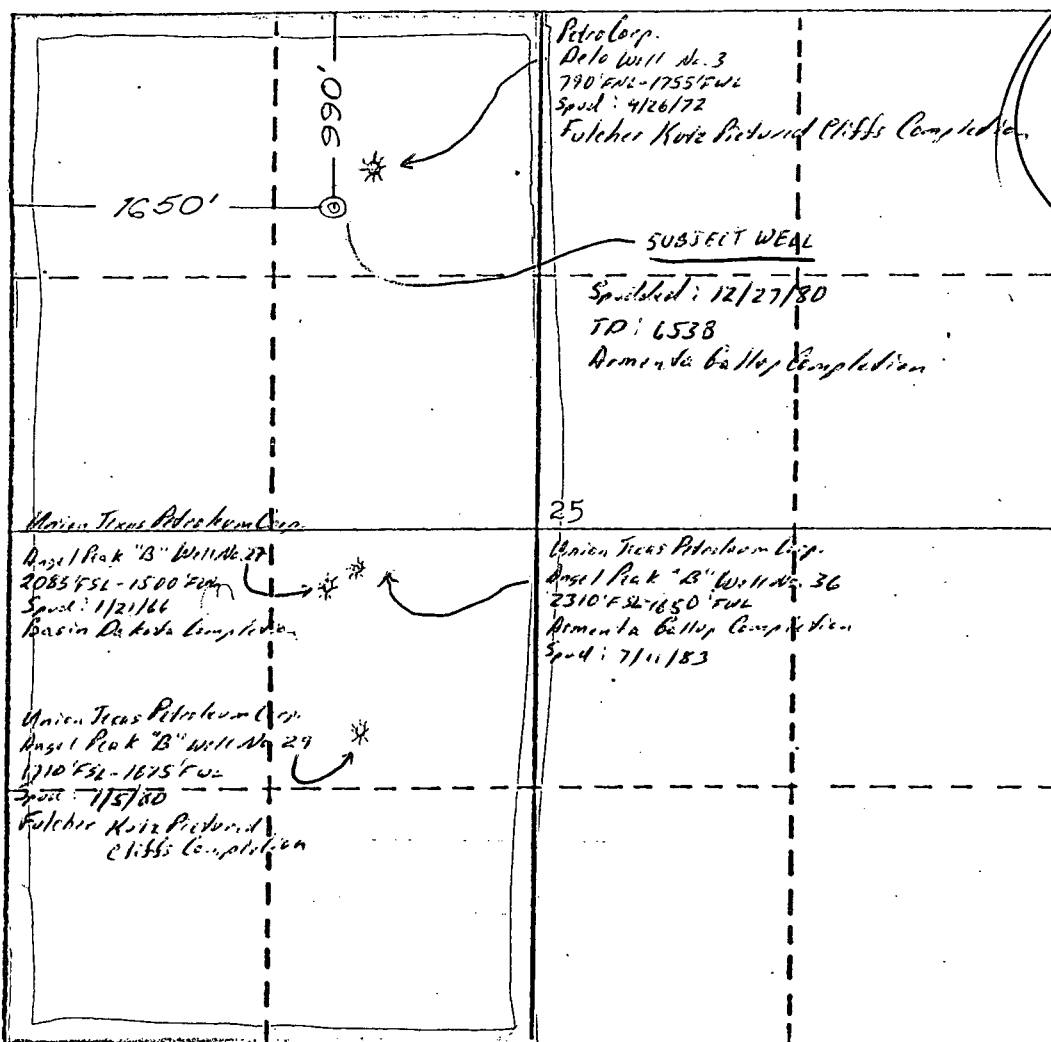 PetroCorp.
Delo Well No. 3
790'FNL-1755'FWL
Spud: 4/26/72
Fulcher Kutz Pictured Cliffs Completion
990'
1650'
SUBJECT WELL
Spudded: 12/27/80
TD: 6538
Armenta Gallup Completion
25
Union Texas Petroleum Corp.
Angel Peak "B" Well No. 27
2085'FSL-1500'FWL
Spud: 1/21/66
Basin Dakota Completion
Union Texas Petroleum Corp.
Angel Peak "B" Well No. 36
2310'FSL-1650'FWL
Armenta Gallup Completion
Spud: 7/11/83
Union Texas Petroleum Corp.
Angel Peak "B" Well No. 29
1710'FSL-1675'FWL
Spud: 1/5/80
Fulcher Kutz Pictured
Cliffs Completion